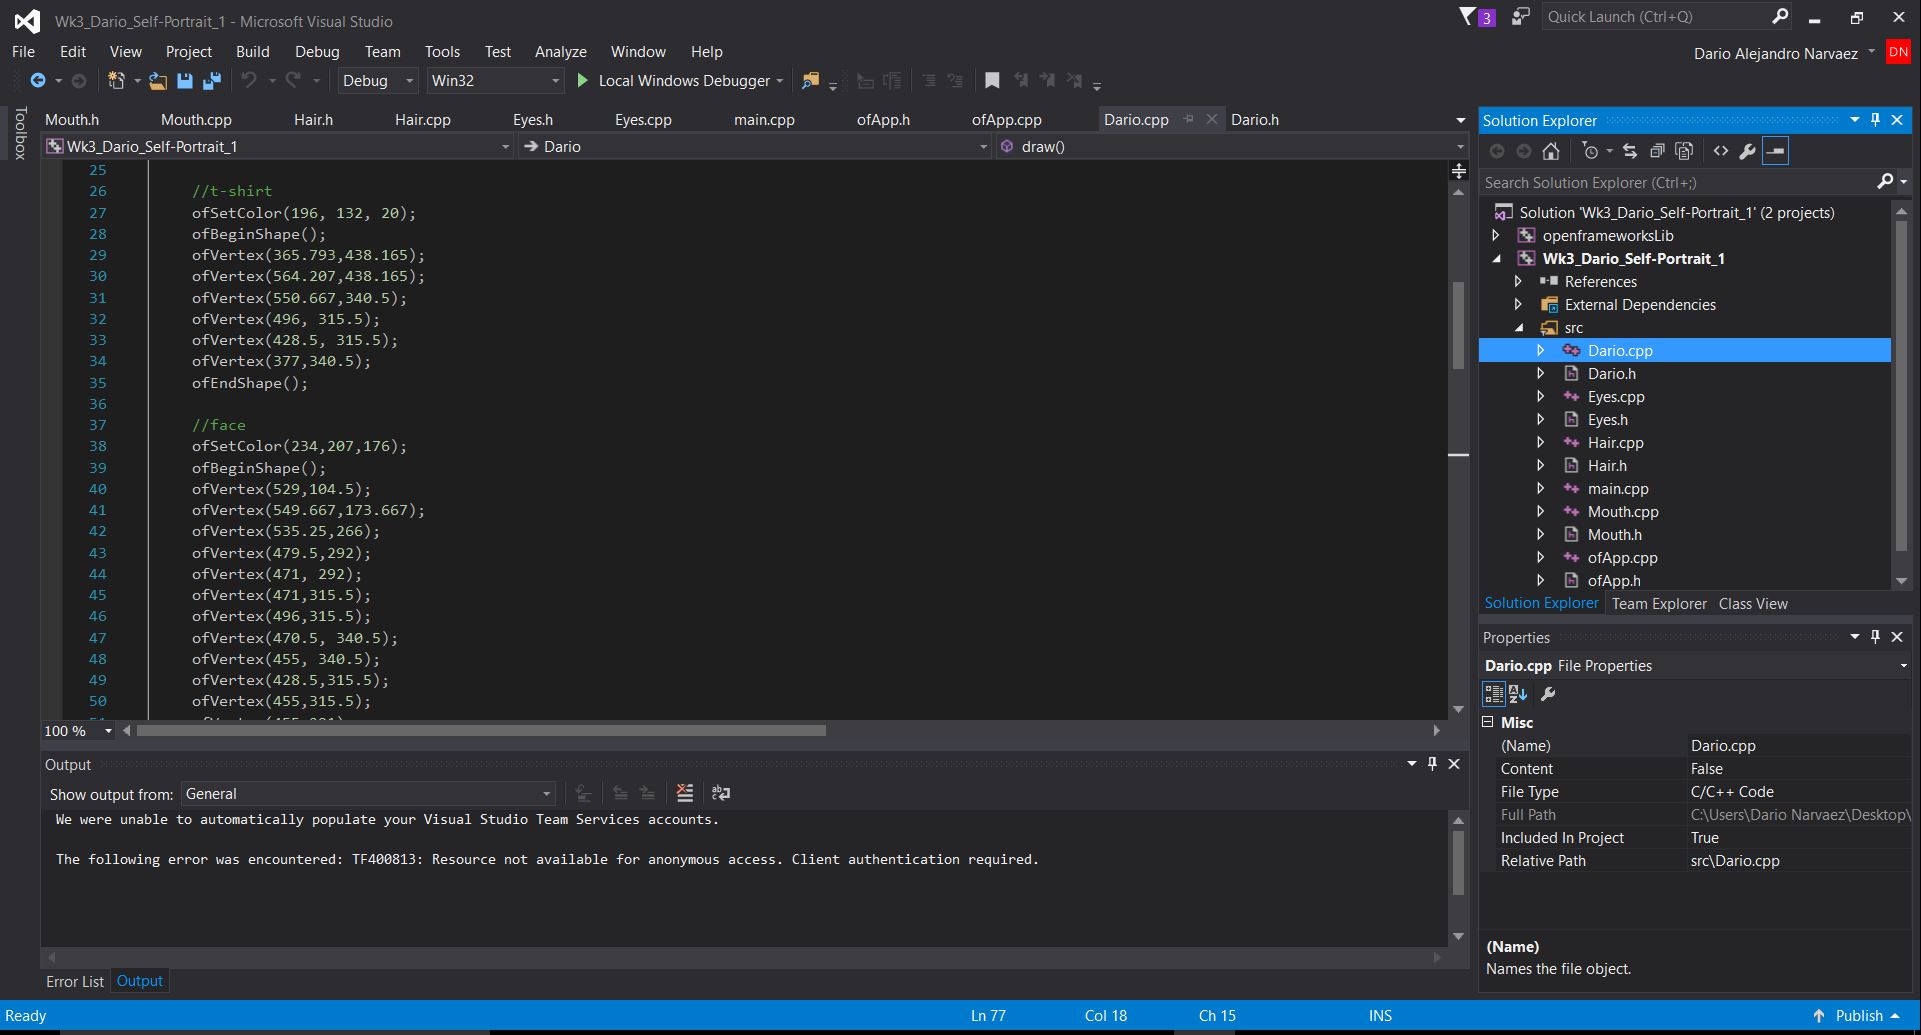 Wk3_Dario_Self-Portrait_1 - Microsoft Visual Studio
3
Quick Launch (Ctrl+Q)
File Edit View Project Build Debug Team Tools Test Analyze Window Help
Dario Alejandro Narvaez DN
Debug Win32 Local Windows Debugger
Toolbox
Mouth.h Mouth.cpp Hair.h Hair.cpp Eyes.h Eyes.cpp main.cpp ofApp.h ofApp.cpp Dario.cpp Dario.h
Wk3_Dario_Self-Portrait_1 Dario draw()
25
26 //t-shirt
27 ofSetColor(196, 132, 20);
28 ofBeginShape();
29 ofVertex(365.793,438.165);
30 ofVertex(564.207,438.165);
31 ofVertex(550.667,340.5);
32 ofVertex(496, 315.5);
33 ofVertex(428.5, 315.5);
34 ofVertex(377,340.5);
35 ofEndShape();
36
37 //face
38 ofSetColor(234,207,176);
39 ofBeginShape();
40 ofVertex(529,104.5);
41 ofVertex(549.667,173.667);
42 ofVertex(535.25,266);
43 ofVertex(479.5,292);
44 ofVertex(471, 292);
45 ofVertex(471,315.5);
46 ofVertex(496,315.5);
47 ofVertex(470.5, 340.5);
48 ofVertex(455, 340.5);
49 ofVertex(428.5,315.5);
50 ofVertex(455,315.5);
100 %
Output
Show output from: General
We were unable to automatically populate your Visual Studio Team Services accounts.
The following error was encountered: TF400813: Resource not available for anonymous access. Client authentication required.
Error List Output
Solution Explorer
Search Solution Explorer (Ctrl+;)
Solution 'Wk3_Dario_Self-Portrait_1' (2 projects)
openframeworksLib
Wk3_Dario_Self-Portrait_1
References
External Dependencies
src
Dario.cpp
Dario.h
Eyes.cpp
Eyes.h
Hair.cpp
Hair.h
main.cpp
Mouth.cpp
Mouth.h
ofApp.cpp
ofApp.h
Solution Explorer Team Explorer Class View
Properties
Dario.cpp File Properties
Misc
(Name) Dario.cpp
Content False
File Type C/C++ Code
Full Path C:\Users\Dario Narvaez\Desktop\
Included In Project True
Relative Path src\Dario.cpp
(Name)
Names the file object.
Ready Ln 77 Col 18 Ch 15 INS Publish